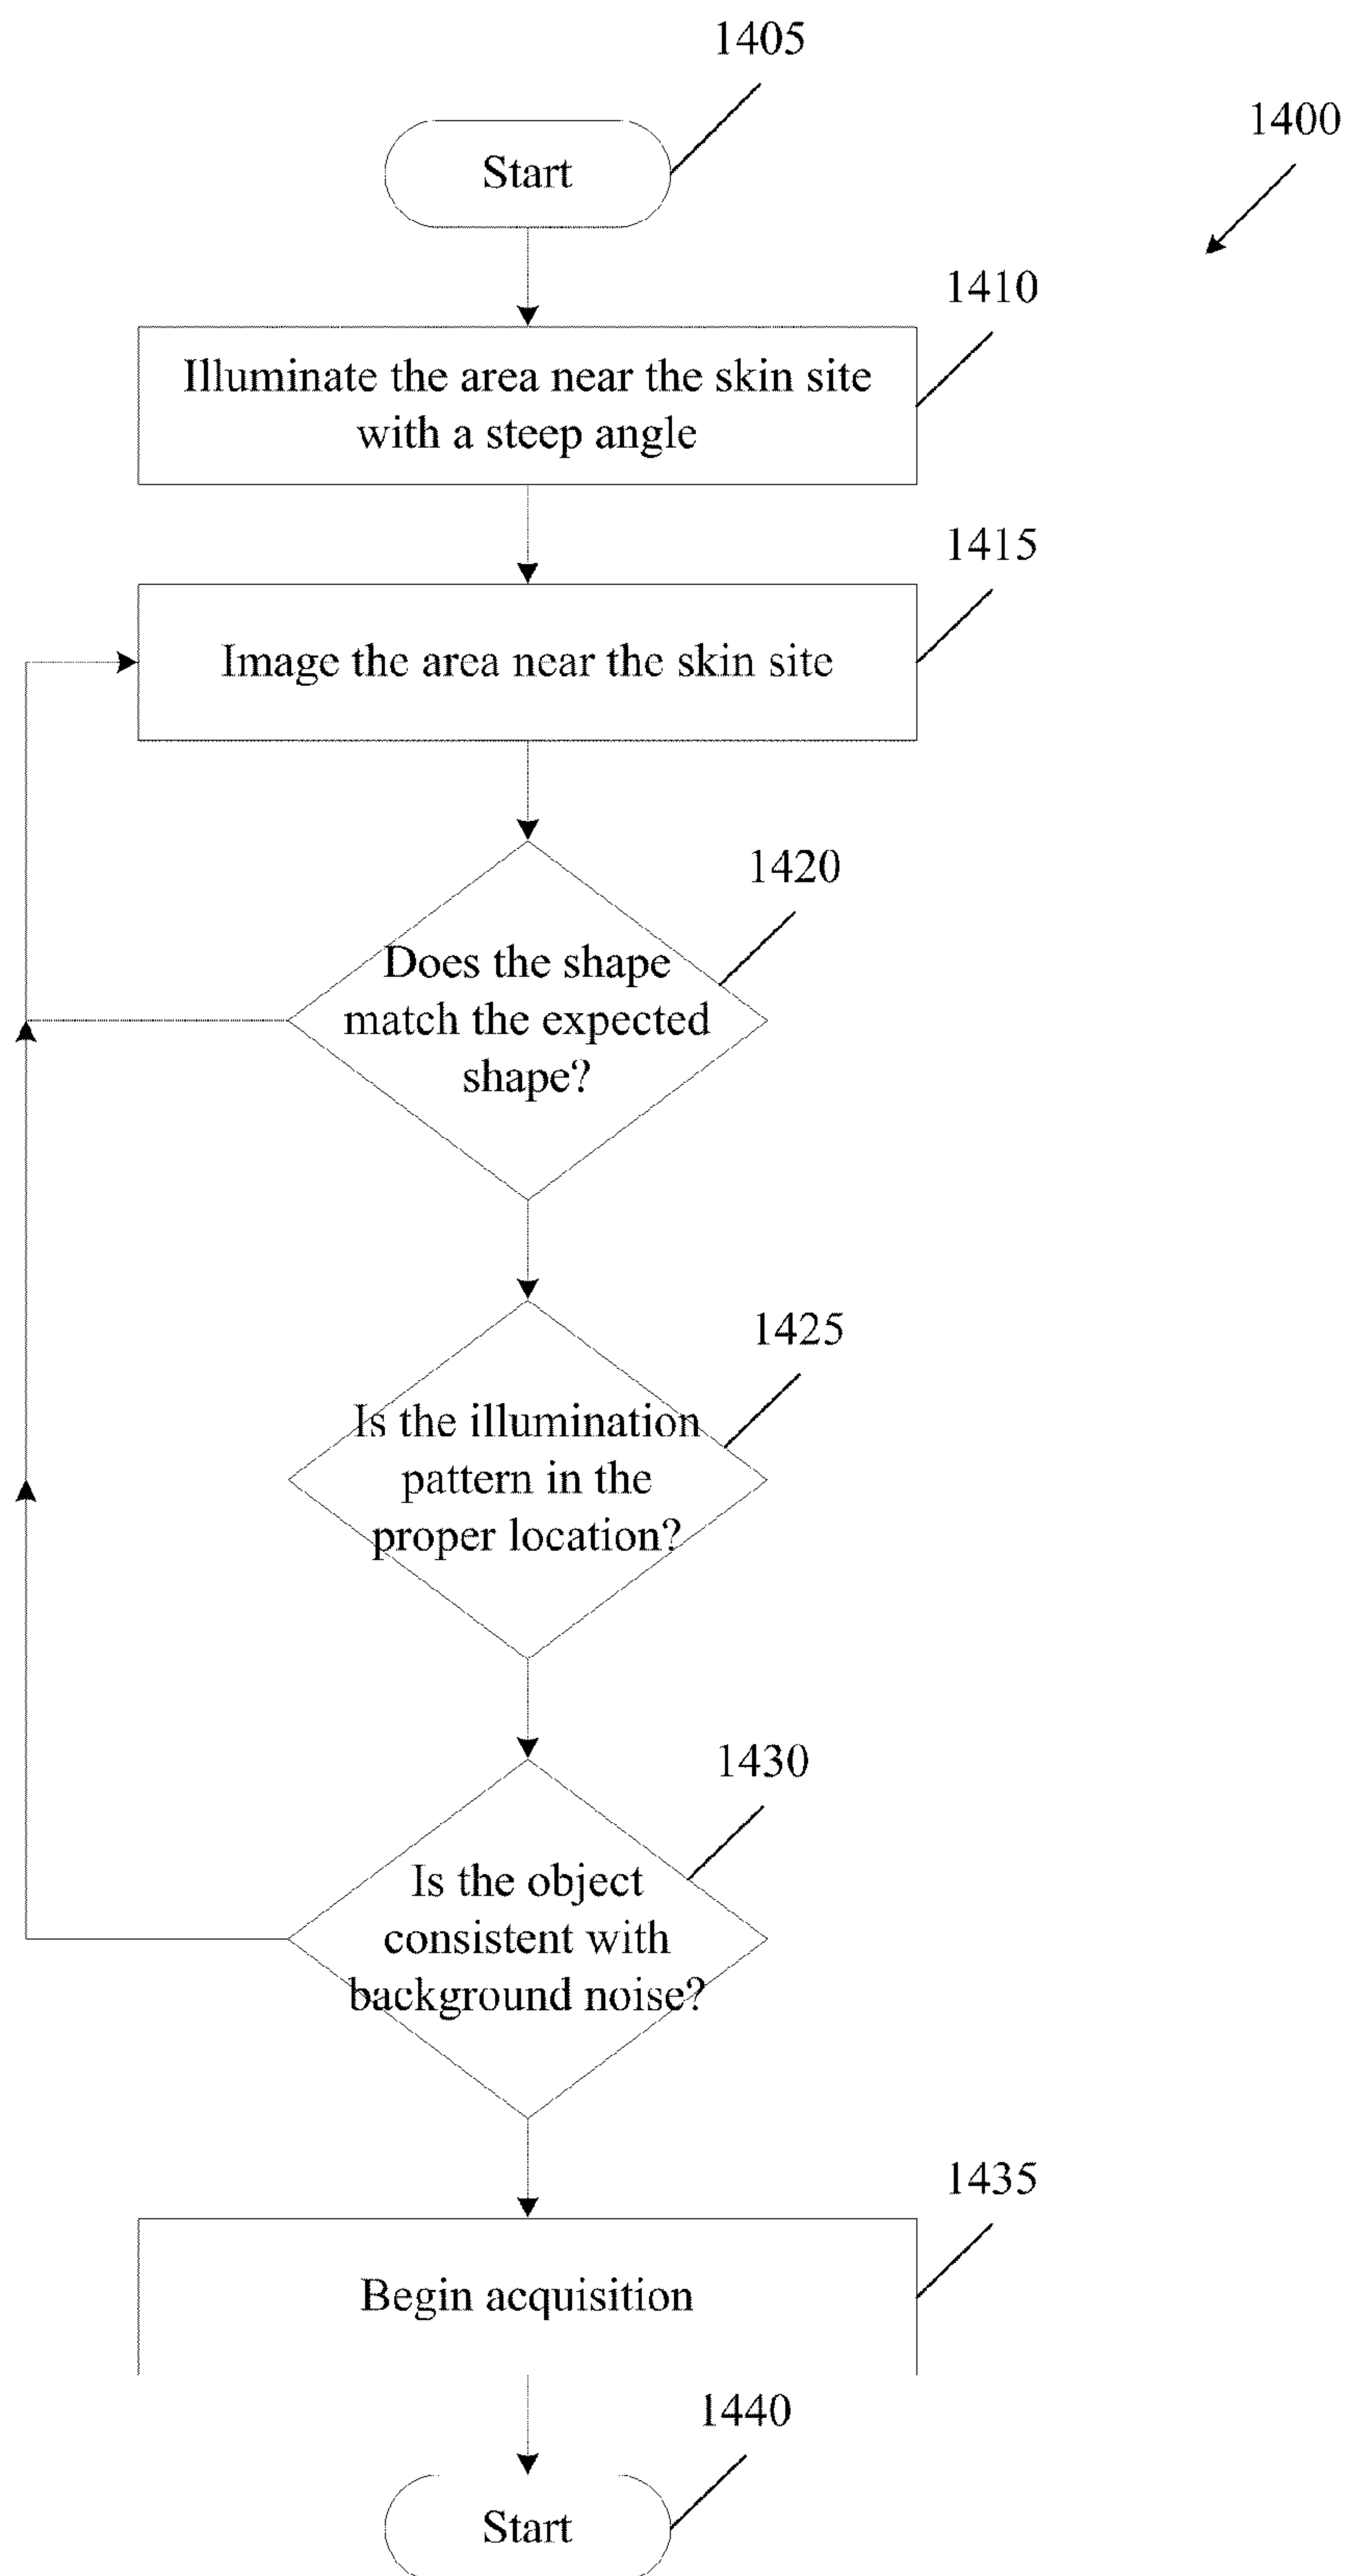 1405
1400
Start
1410
Illuminate the area near the skin site
with a steep angle
1415
Image the area near the skin site
1420
Does the shape
match the expected
shape?
1425
Is the illumination
pattern in the
proper location?
1430
Is the object
consistent with
background noise?
1435
Begin acquisition
1440
Start